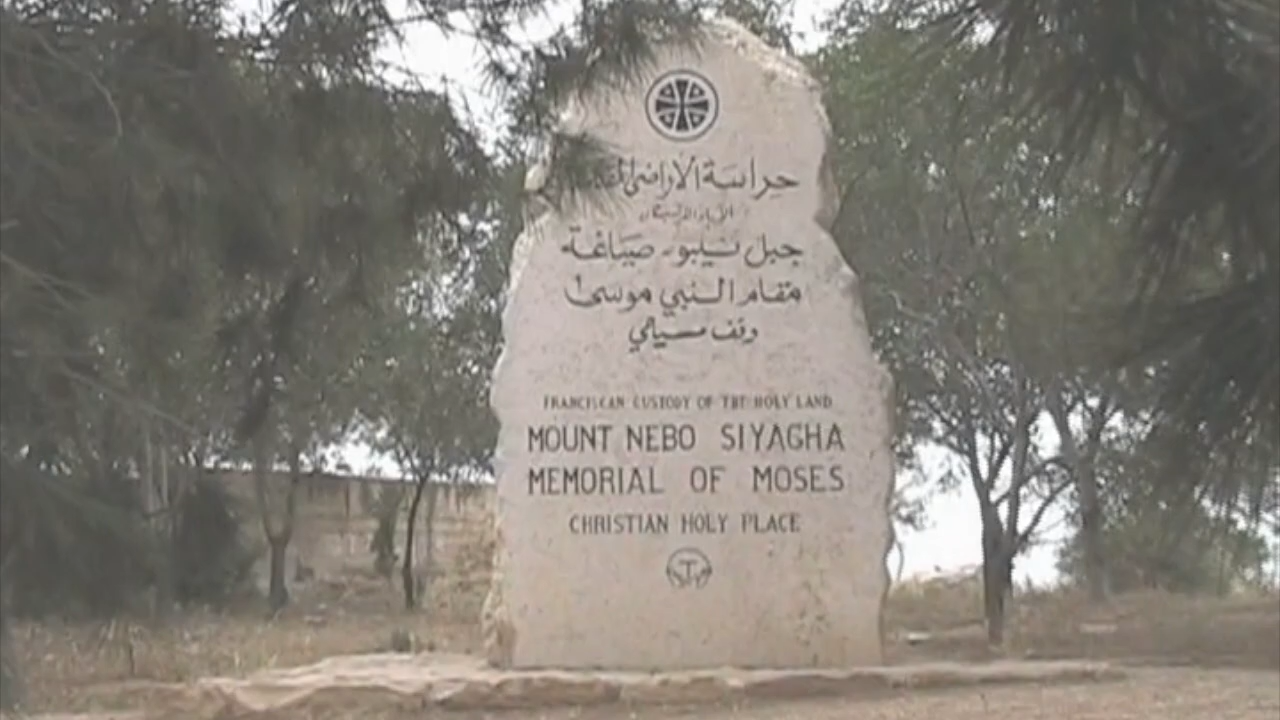 حراسة الاراضي
جبل نيبو - صياغة
مقام النبي موسى
وقف مسيحي
FRANCISCAN CUSTODY OF THE HOLY LAND
MOUNT NEBO SIYAGHA
MEMORIAL OF MOSES
CHRISTIAN HOLY PLACE